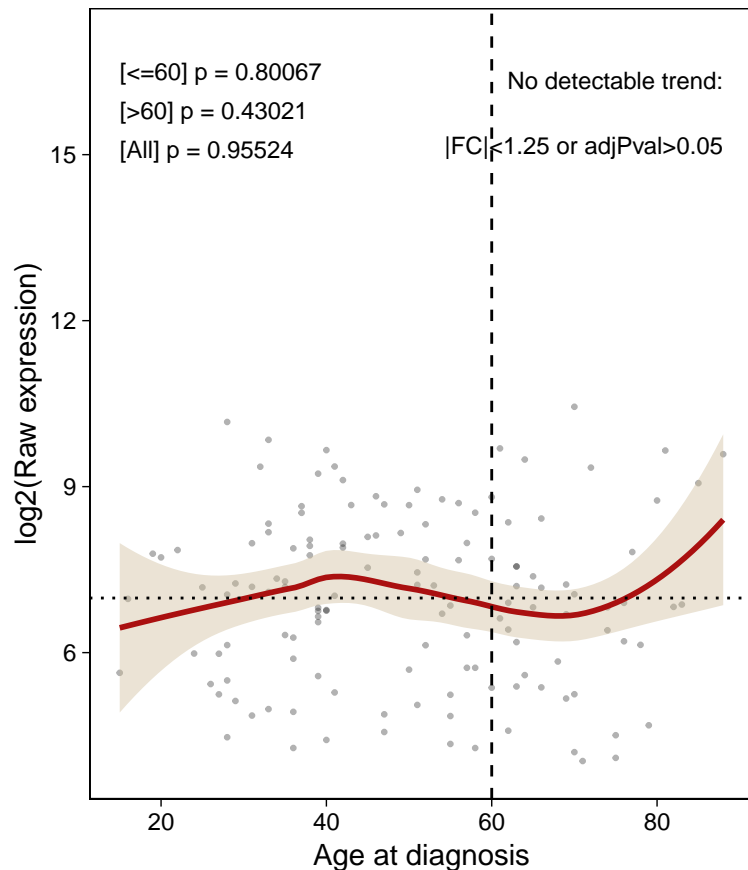 [<=60] p = 0.80067
[>60] p = 0.43021
[All] p = 0.95524
No detectable trend:
|FC|<1.25 or adjPval>0.05
log2(Raw expression)
15
12
9
6
20
40
60
80
Age at diagnosis